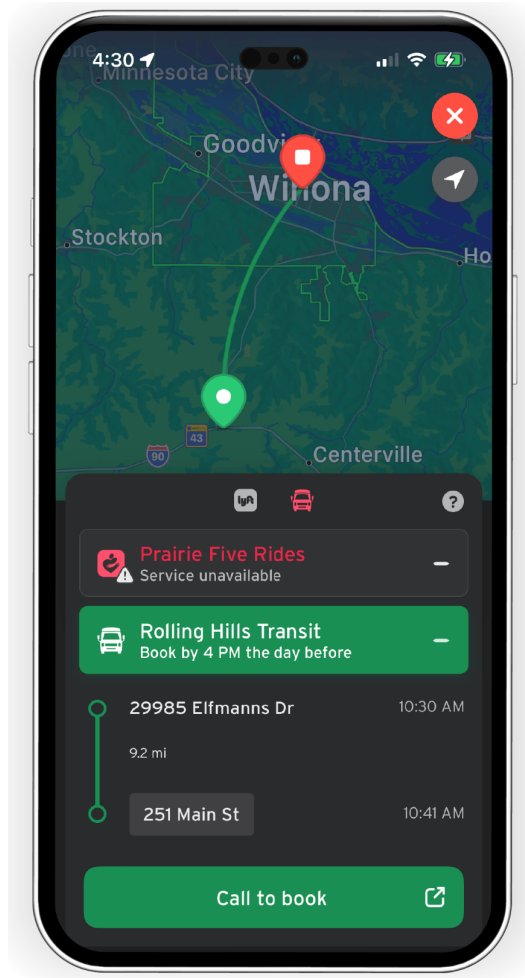 4:30
Minnesota City
Goodvi
Winona
Stockton
Ho
43
90
Centerville
lyft
?
Prairie Five Rides
Service unavailable
Rolling Hills Transit
Book by 4 PM the day before
29985 Elfmanns Dr 10:30 AM
9.2 mi
251 Main St 10:41 AM
Call to book